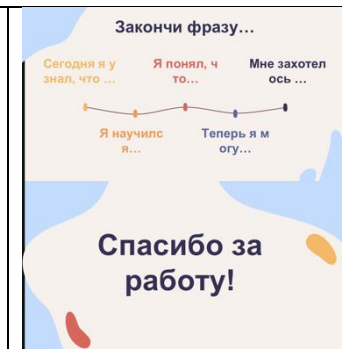 Закончи фразу…
Сегодня я у
знал, что …
Я понял, ч
то…
Мне захотел
ось …
Я научилс
я…
Теперь я м
огу…
Спасибо за
работу!